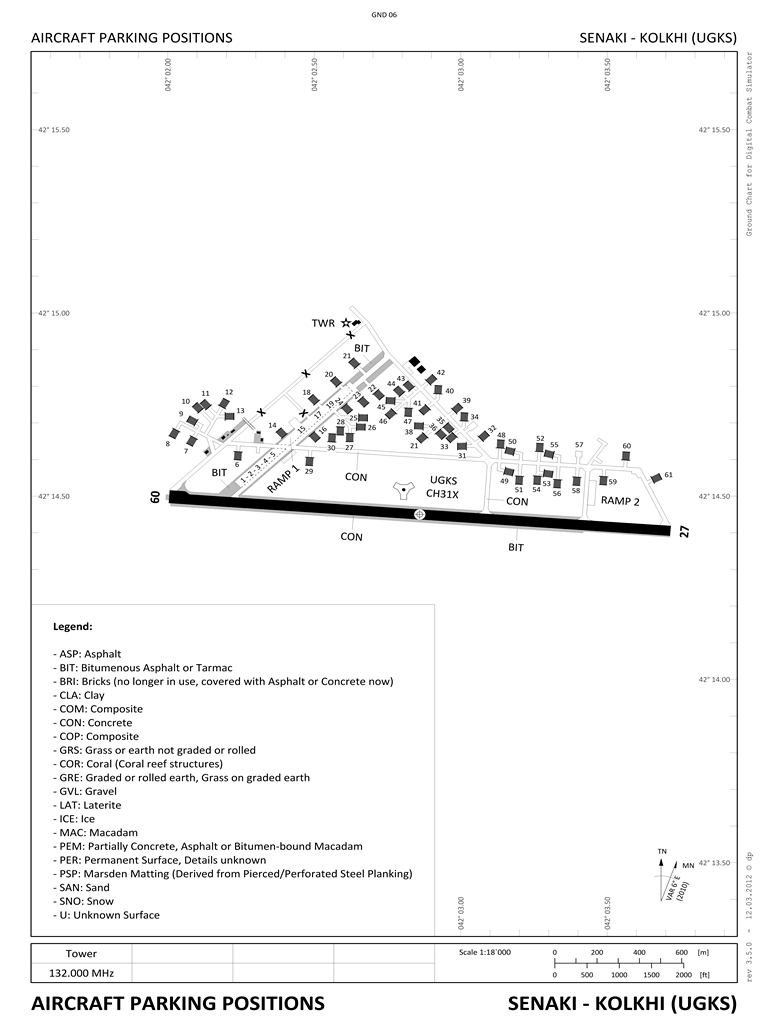 GND 06
AIRCRAFT PARKING POSITIONS
SENAKI - KOLKHI (UGKS)
042° 02.00
042° 02.50
042° 03.00
042° 03.50
Ground Chart for Digital Combat Simulator
42° 15.50
42° 15.50
42° 15.00
42° 15.00
TWR
BIT
21
20
18
43
42
44
40
10
11
12
9
13
8
7
6
14
15
17
19
24
23
22
16
30
28
25
26
27
29
45
46
41
47
38
21
35
36
33
39
34
31
32
48
50
52
55
57
60
49
51
54
53
56
58
59
61
BIT
1 - 2 - 3 - 4 - 5
RAMP 1
CON
UGKS
CH31X
CON
RAMP 2
42° 14.50
42° 14.50
09
27
CON
BIT
Legend:
- ASP: Asphalt
- BIT: Bitumenous Asphalt or Tarmac
- BRI: Bricks (no longer in use, covered with Asphalt or Concrete now)
- CLA: Clay
- COM: Composite
- CON: Concrete
- COP: Composite
- GRS: Grass or earth not graded or rolled
- COR: Coral (Coral reef structures)
- GRE: Graded or rolled earth, Grass on graded earth
- GVL: Gravel
- LAT: Laterite
- ICE: Ice
- MAC: Macadam
- PEM: Partially Concrete, Asphalt or Bitumen-bound Macadam
- PER: Permanent Surface, Details unknown
- PSP: Marsden Matting (Derived from Pierced/Perforated Steel Planking)
- SAN: Sand
- SNO: Snow
- U: Unknown Surface
42° 14.00
42° 13.50
TN
MN
VAR 6° E
(2010)
042° 03.00
042° 03.50
rev 3.5.0 - 12.03.2012 © dp
Tower
132.000 MHz
Scale 1:18`000
0 200 400 600 [m]
0 500 1000 1500 2000 [ft]
AIRCRAFT PARKING POSITIONS
SENAKI - KOLKHI (UGKS)